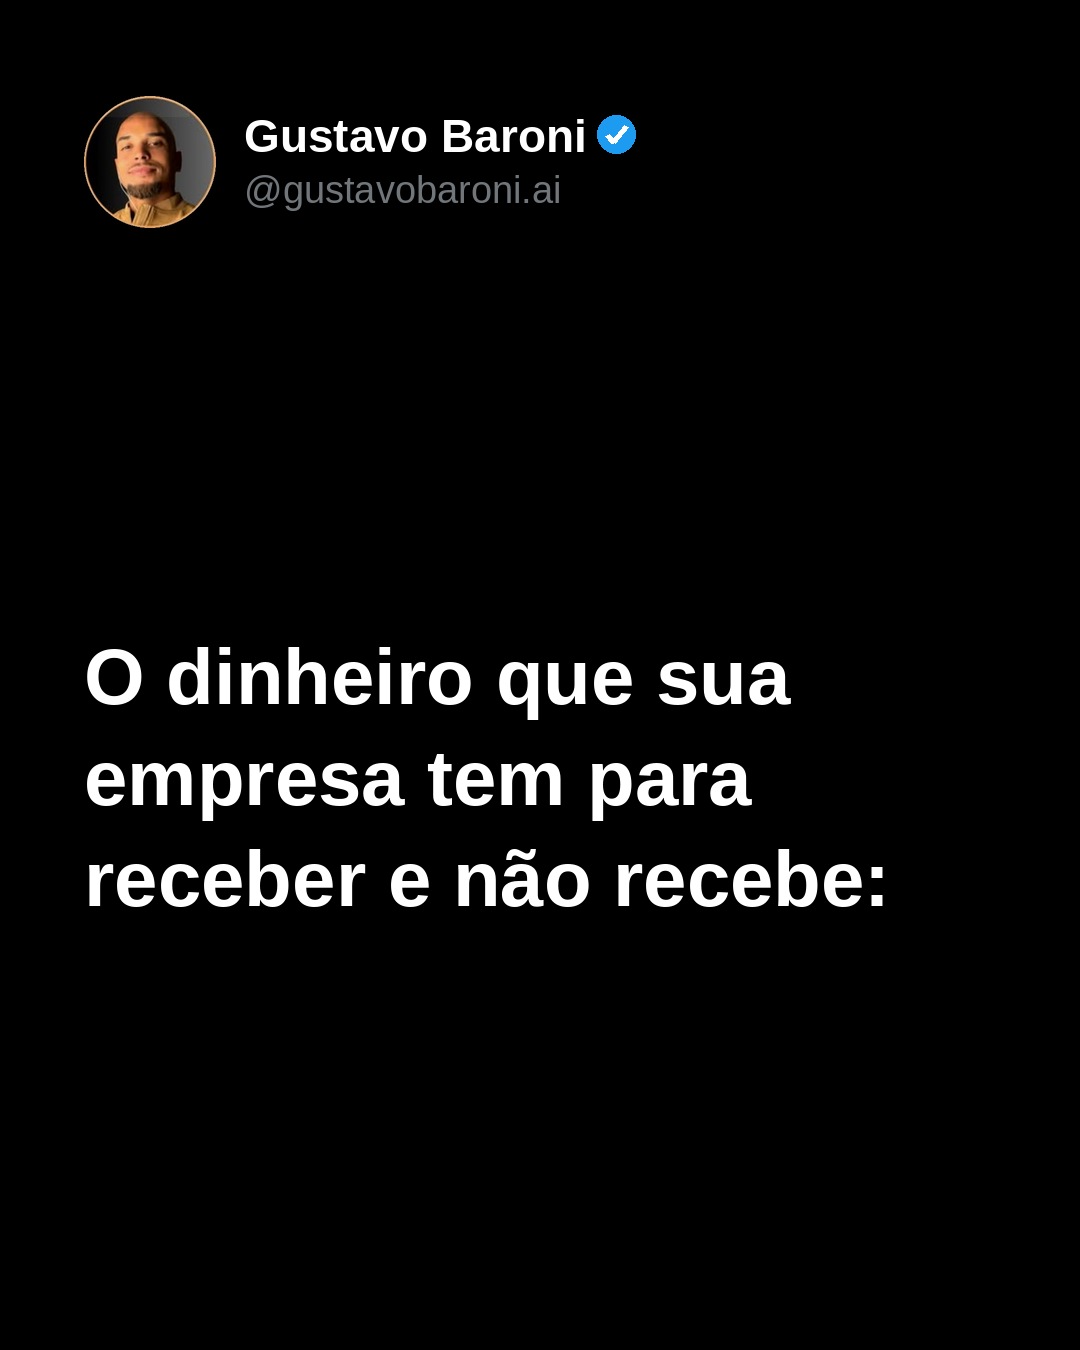 Gustavo Baroni
@gustavobaroni.ai
O dinheiro que sua
empresa tem para
receber e não recebe: